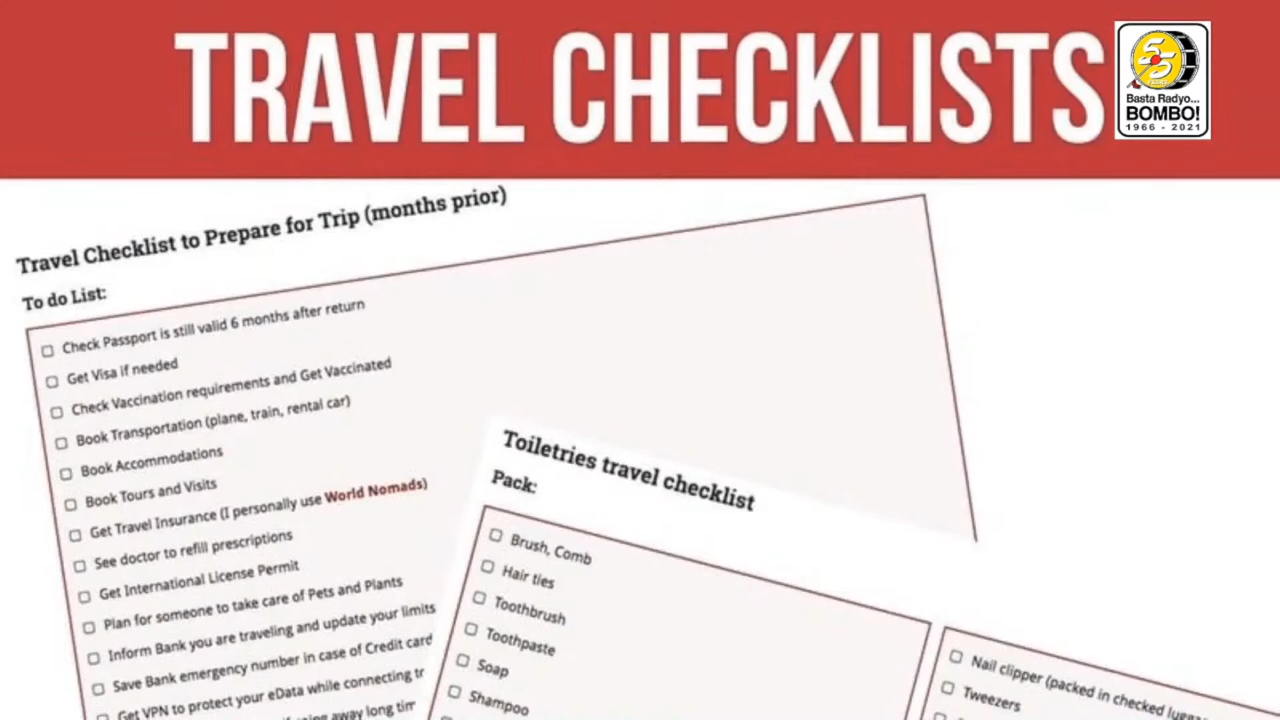 TRAVEL CHECKLISTS
55
Basta Radyo...
BOMBO!
1966 - 2021
Travel Checklist to Prepare for Trip (months prior)
To do List:
Check Passport is still valid 6 months after return
Get Visa if needed
Check Vaccination requirements and Get Vaccinated
Book Transportation (plane, train, rental car)
Book Accommodations
Book Tours and Visits
Get Travel Insurance (I personally use World Nomads)
See doctor to refill prescriptions
Get International License Permit
Plan for someone to take care of Pets and Plants
Inform Bank you are traveling and update your limits
Save Bank emergency number in case of Credit card
Get VPN to protect your eData while connecting tr
going away long tim
Toiletries travel checklist
Pack:
Brush, Comb
Hair ties
Toothbrush
Toothpaste
Soap
Shampoo
Nail clipper (packed in checked
Tweezers